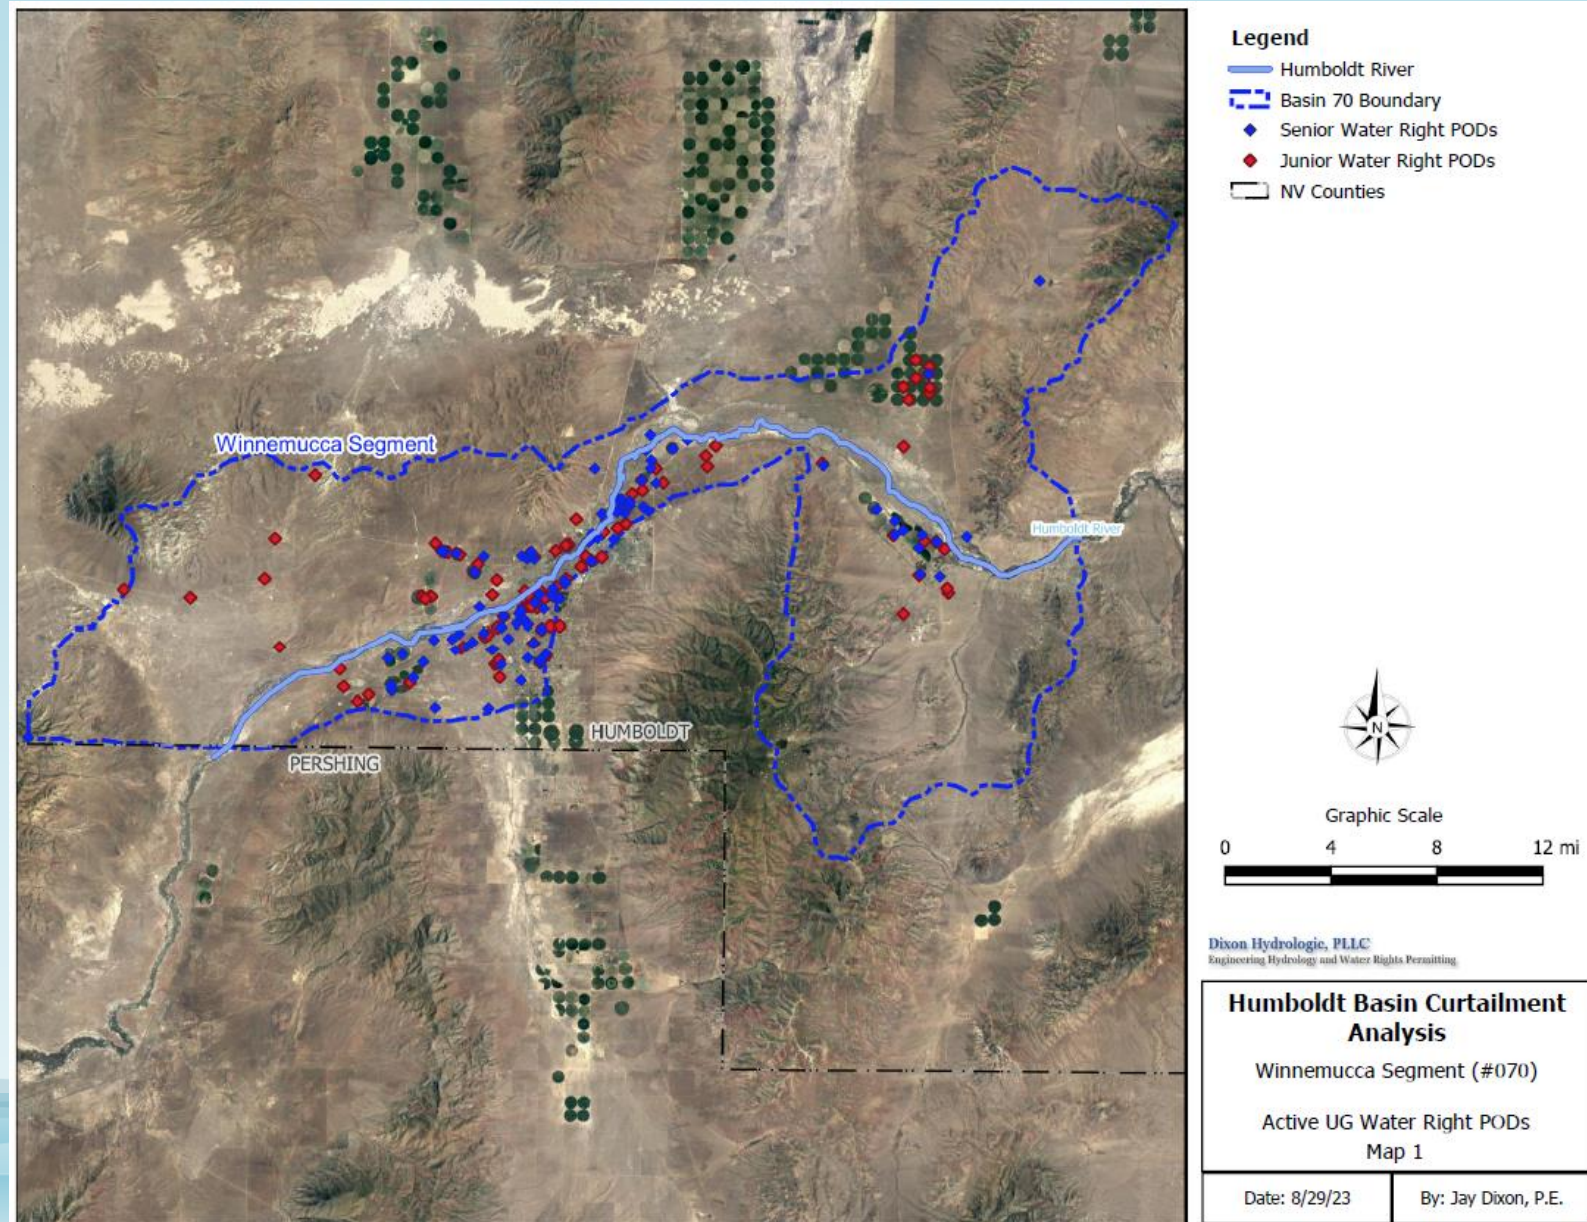 Legend
Humboldt River
Basin 70 Boundary
Senior Water Right PODs
Junior Water Right PODs
NV Counties
Winnemucca Segment
Humboldt River
HUMBOLDT
PERSHING
N
Graphic Scale
0 4 8 12 mi
Dixon Hydrologic, PLLC
Engineering Hydrology and Water Rights Permitting
Humboldt Basin Curtailment
Analysis
Winnemucca Segment (#070)
Active UG Water Right PODs
Map 1
Date: 8/29/23
By: Jay Dixon, P.E.